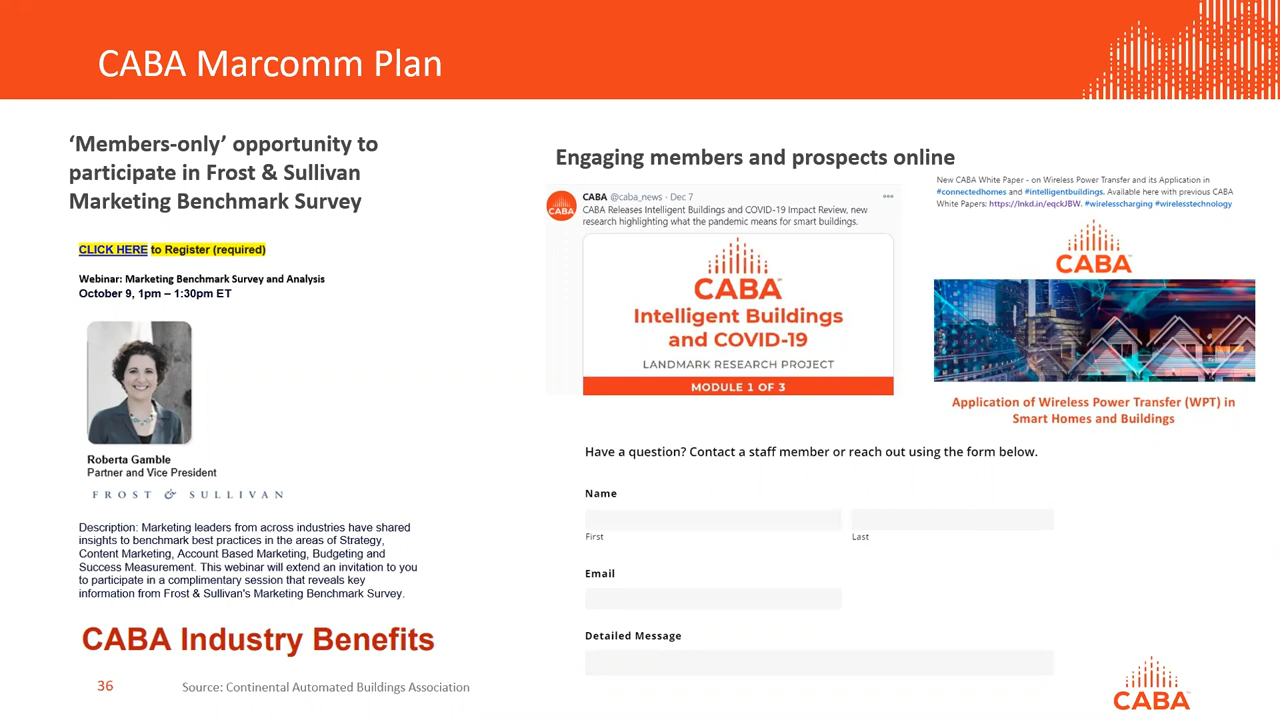 CABA Marcomm Plan
‘Members-only’ opportunity to
participate in Frost & Sullivan
Marketing Benchmark Survey
CLICK HERE to Register (required)
Webinar: Marketing Benchmark Survey and Analysis
October 9, 1pm – 1:30pm ET
Roberta Gamble
Partner and Vice President
FROST & SULLIVAN
Description: Marketing leaders from across industries have shared
insights to benchmark best practices in the areas of Strategy,
Content Marketing, Account Based Marketing, Budgeting and
Success Measurement. This webinar will extend an invitation to you
to participate in a complimentary session that reveals key
information from Frost & Sullivan's Marketing Benchmark Survey.
CABA Industry Benefits
Engaging members and prospects online
CABA
CABA @caba_news · Dec 7
CABA Releases Intelligent Buildings and COVID-19 Impact Review, new
research highlighting what the pandemic means for smart buildings.
CABA
Intelligent Buildings
and COVID-19
LANDMARK RESEARCH PROJECT
MODULE 1 OF 3
New CABA White Paper - on Wireless Power Transfer and its Application in
#connectedhomes and #intelligentbuildings. Available here with previous CABA
White Papers: https://lnkd.in/eqckJBW. #wirelesscharging #wirelesstechnology
CABA
Application of Wireless Power Transfer (WPT) in
Smart Homes and Buildings
Have a question? Contact a staff member or reach out using the form below.
Name
First
Last
Email
Detailed Message
36
Source: Continental Automated Buildings Association
CABA